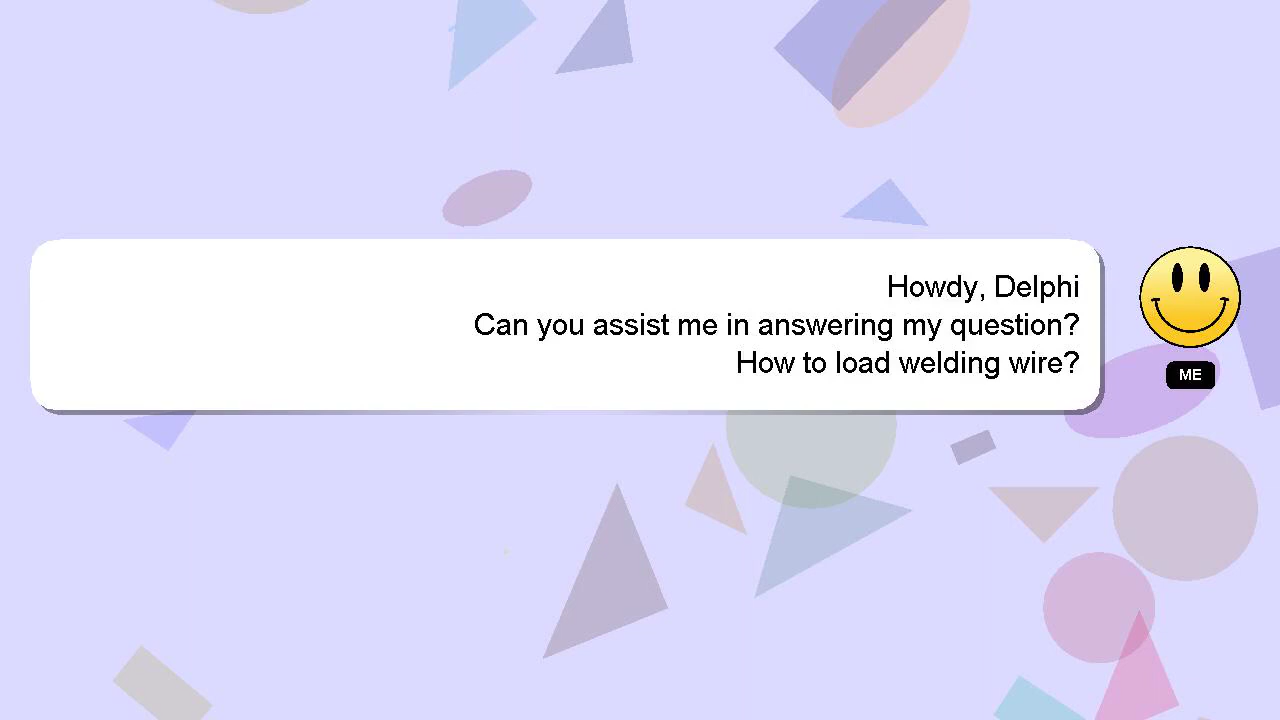 Howdy, Delphi
Can you assist me in answering my question?
How to load welding wire?
ME